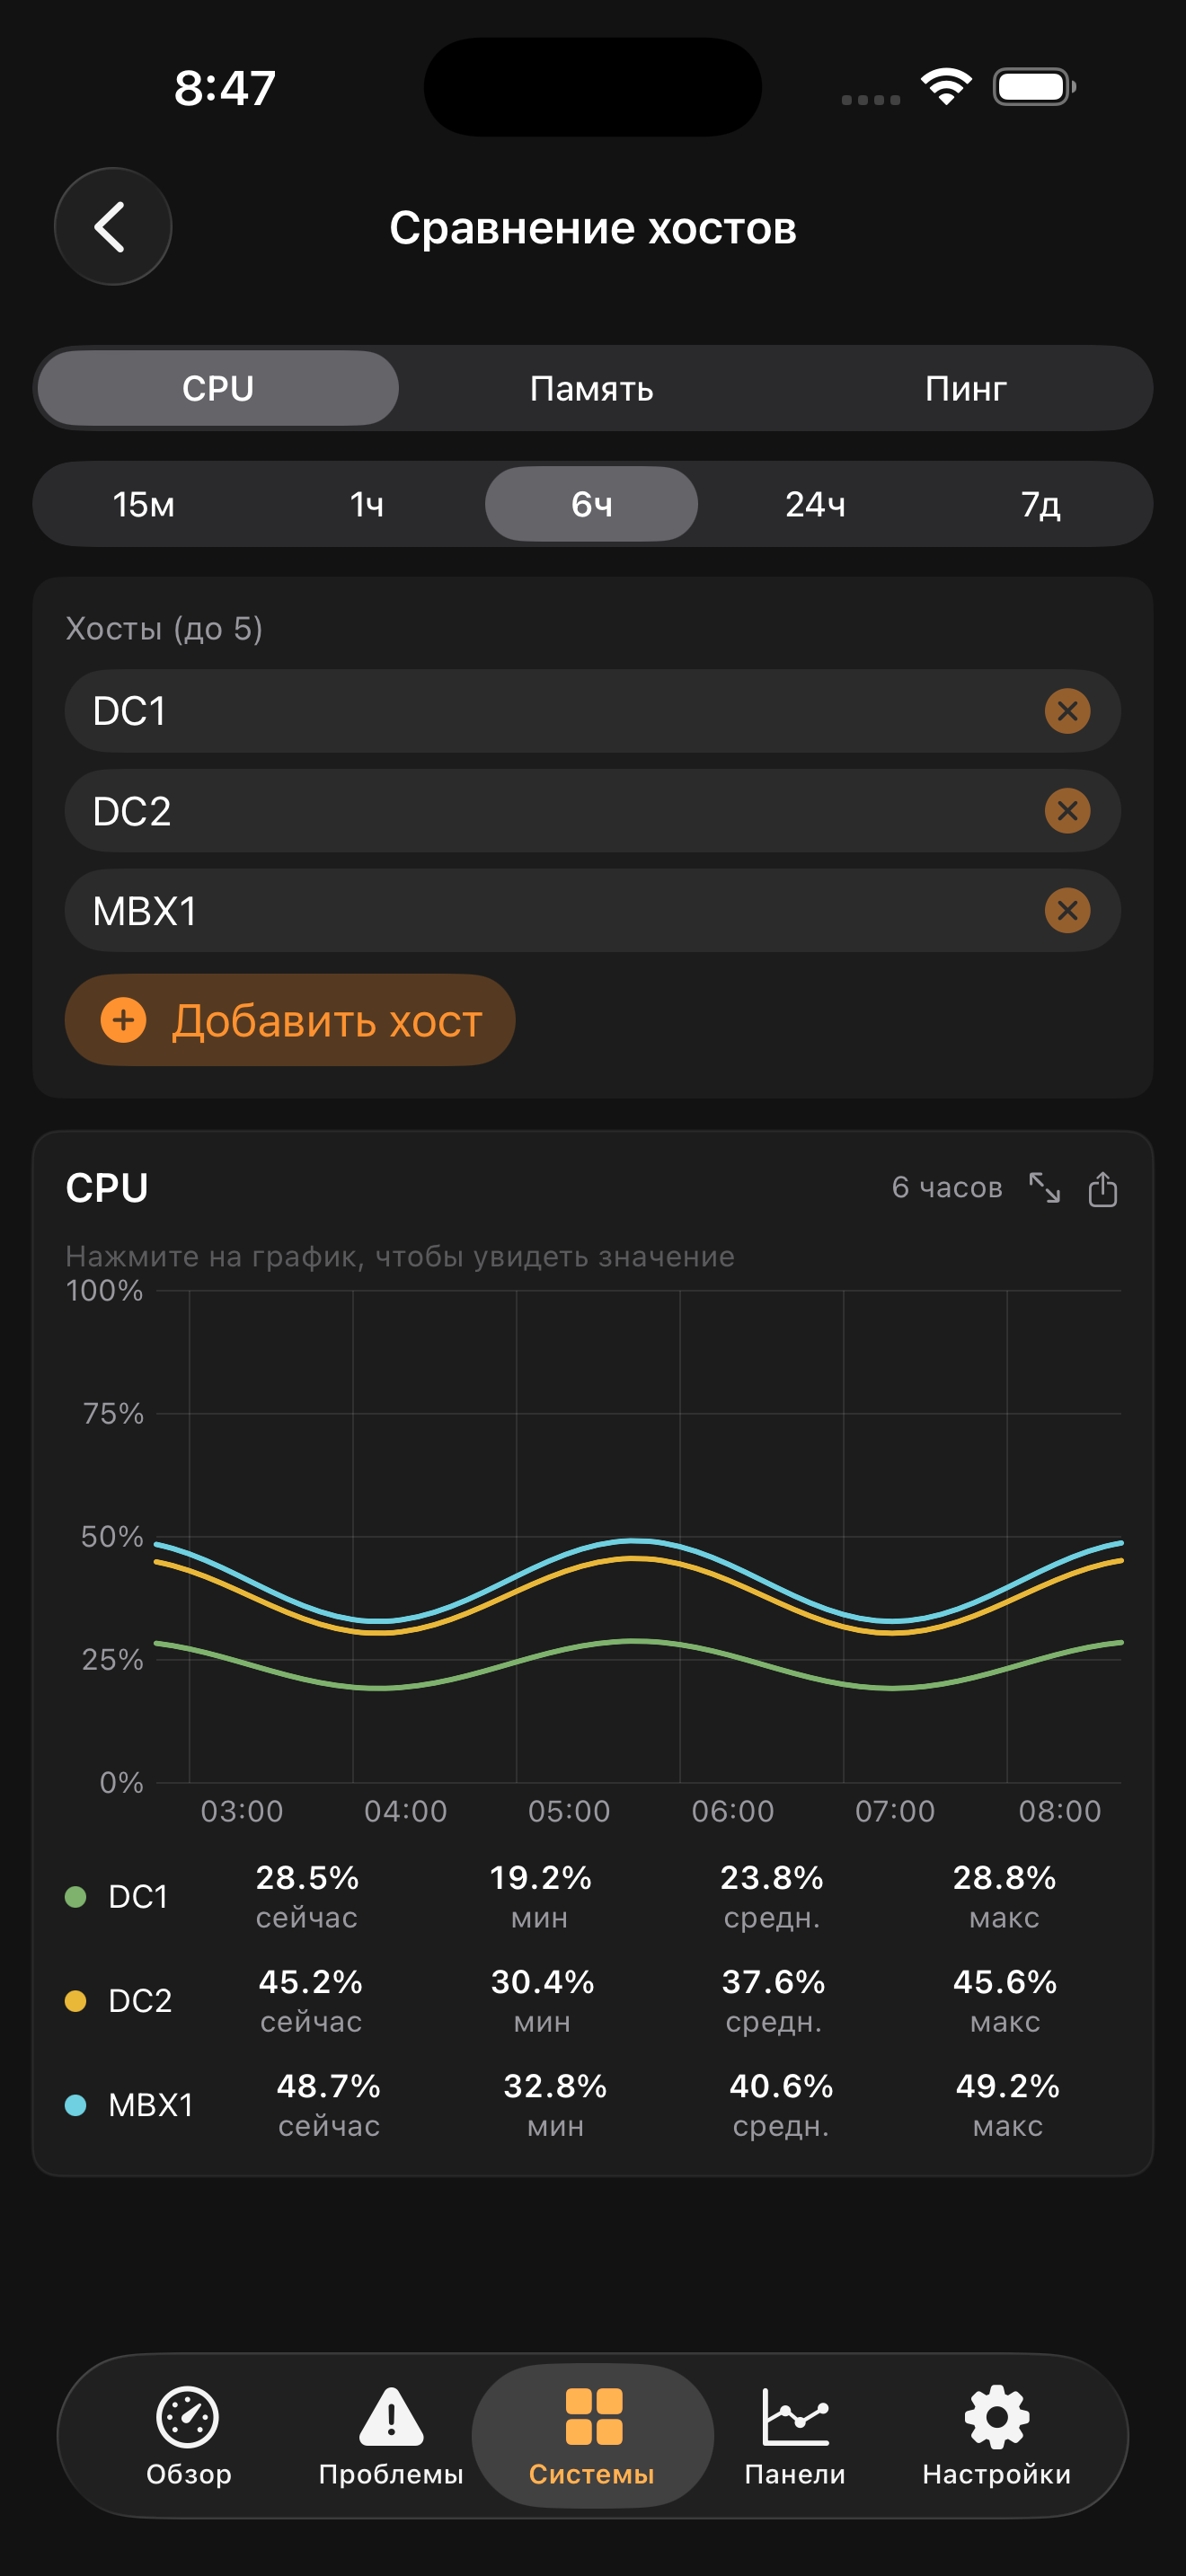 8:47
Сравнение хостов
CPU Память Пинг
15м 1ч 6ч 24ч 7д
Хосты (до 5)
DC1
DC2
MBX1
Добавить хост
CPU 6 часов
Нажмите на график, чтобы увидеть значение
100%
75%
50%
25%
0%
03:00 04:00 05:00 06:00 07:00 08:00
28.5% 19.2% 23.8% 28.8%
DC1
сейчас мин средн. макс
45.2% 30.4% 37.6% 45.6%
DC2
сейчас мин средн. макс
48.7% 32.8% 40.6% 49.2%
MBX1
сейчас мин средн. макс
Обзор Проблемы Системы Панели Настройки